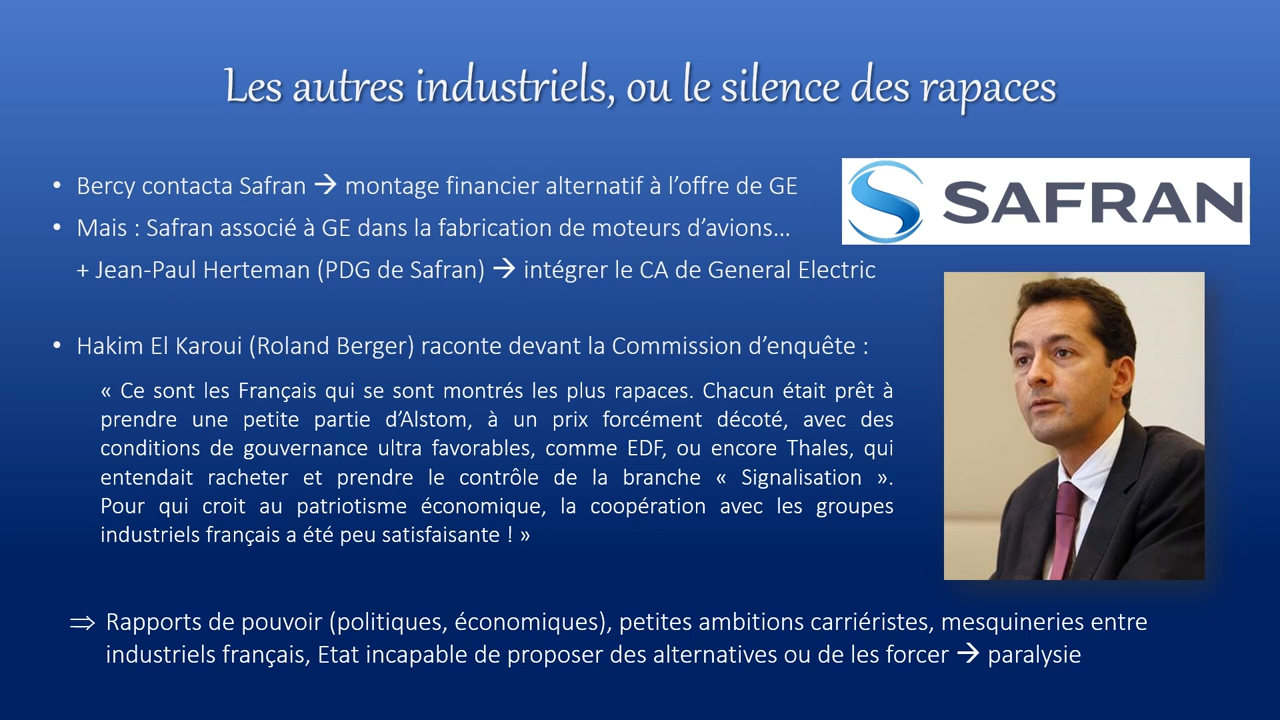 Les autres industriels, ou le silence des rapaces
• Bercy contacta Safran → montage financier alternatif à l’offre de GE
• Mais : Safran associé à GE dans la fabrication de moteurs d’avions…
+ Jean-Paul Herteman (PDG de Safran) → intégrer le CA de General Electric
SAFRAN
• Hakim El Karoui (Roland Berger) raconte devant la Commission d’enquête :
« Ce sont les Français qui se sont montrés les plus rapaces. Chacun était prêt à
prendre une petite partie d’Alstom, à un prix forcément décoté, avec des
conditions de gouvernance ultra favorables, comme EDF, ou encore Thales, qui
entendait racheter et prendre le contrôle de la branche « Signalisation ».
Pour qui croit au patriotisme économique, la coopération avec les groupes
industriels français a été peu satisfaisante ! »
⇒ Rapports de pouvoir (politiques, économiques), petites ambitions carriéristes, mesquineries entre
industriels français, Etat incapable de proposer des alternatives ou de les forcer → paralysie